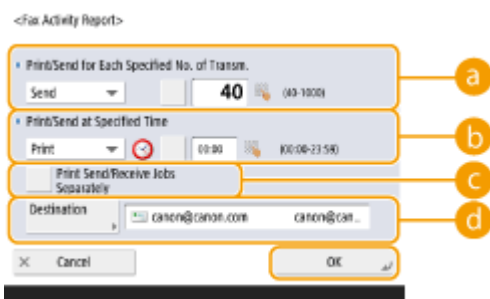 <Fax Activity Report>
Print/Send for Each Specified No. of Transm.
a
Send 40 (40-1000)
Print/Send at Specified Time
b
Print 00:00 (00:00-23:59)
Print Send/Receive Jobs
Separately
c
Destination canon@canon.com canon@can...
d
× Cancel OK